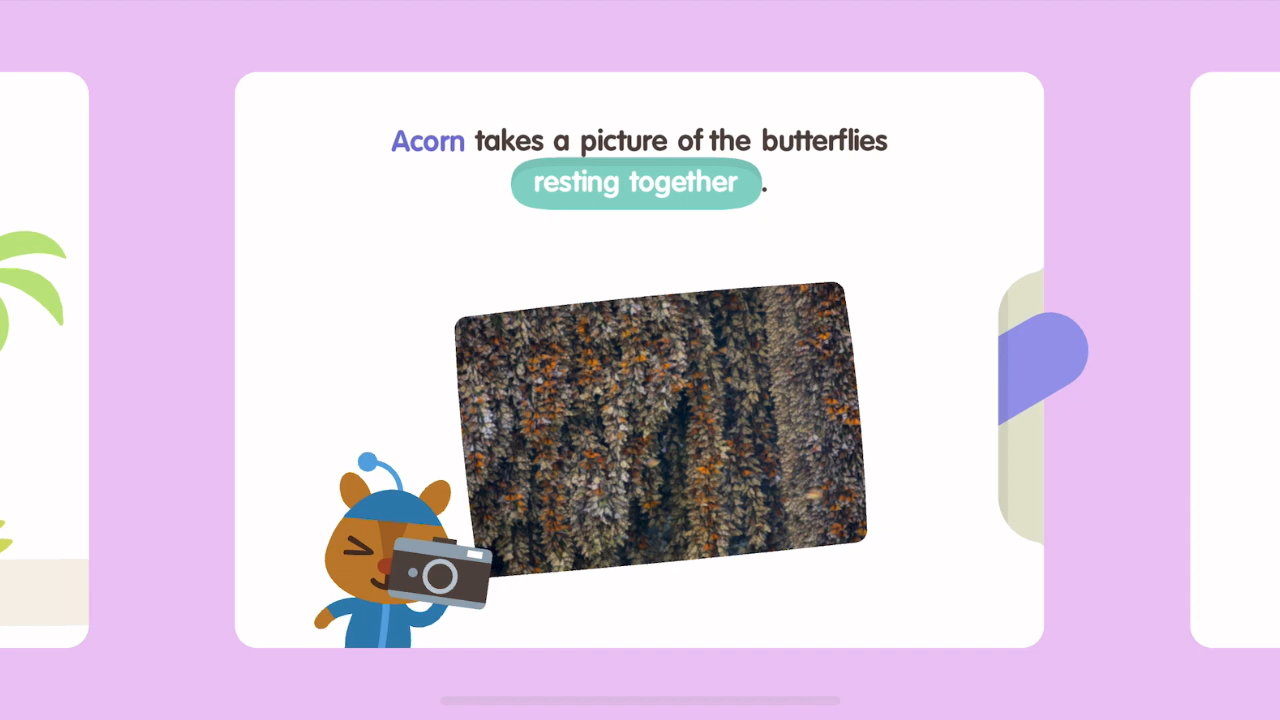 Acorn takes a picture of the butterflies
resting together.